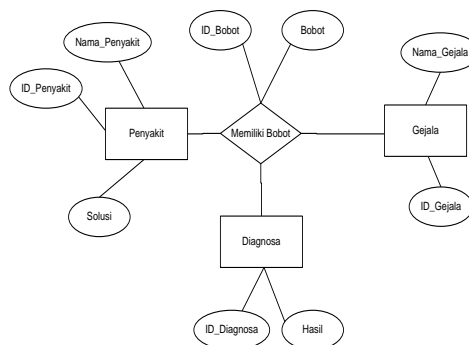 ID_Bobot
Bobot
Nama_Penyakit
Nama_Gejala
ID_Penyakit
Penyakit
Memiliki Bobot
Gejala
Solusi
ID_Gejala
Diagnosa
ID_Diagnosa
Hasil